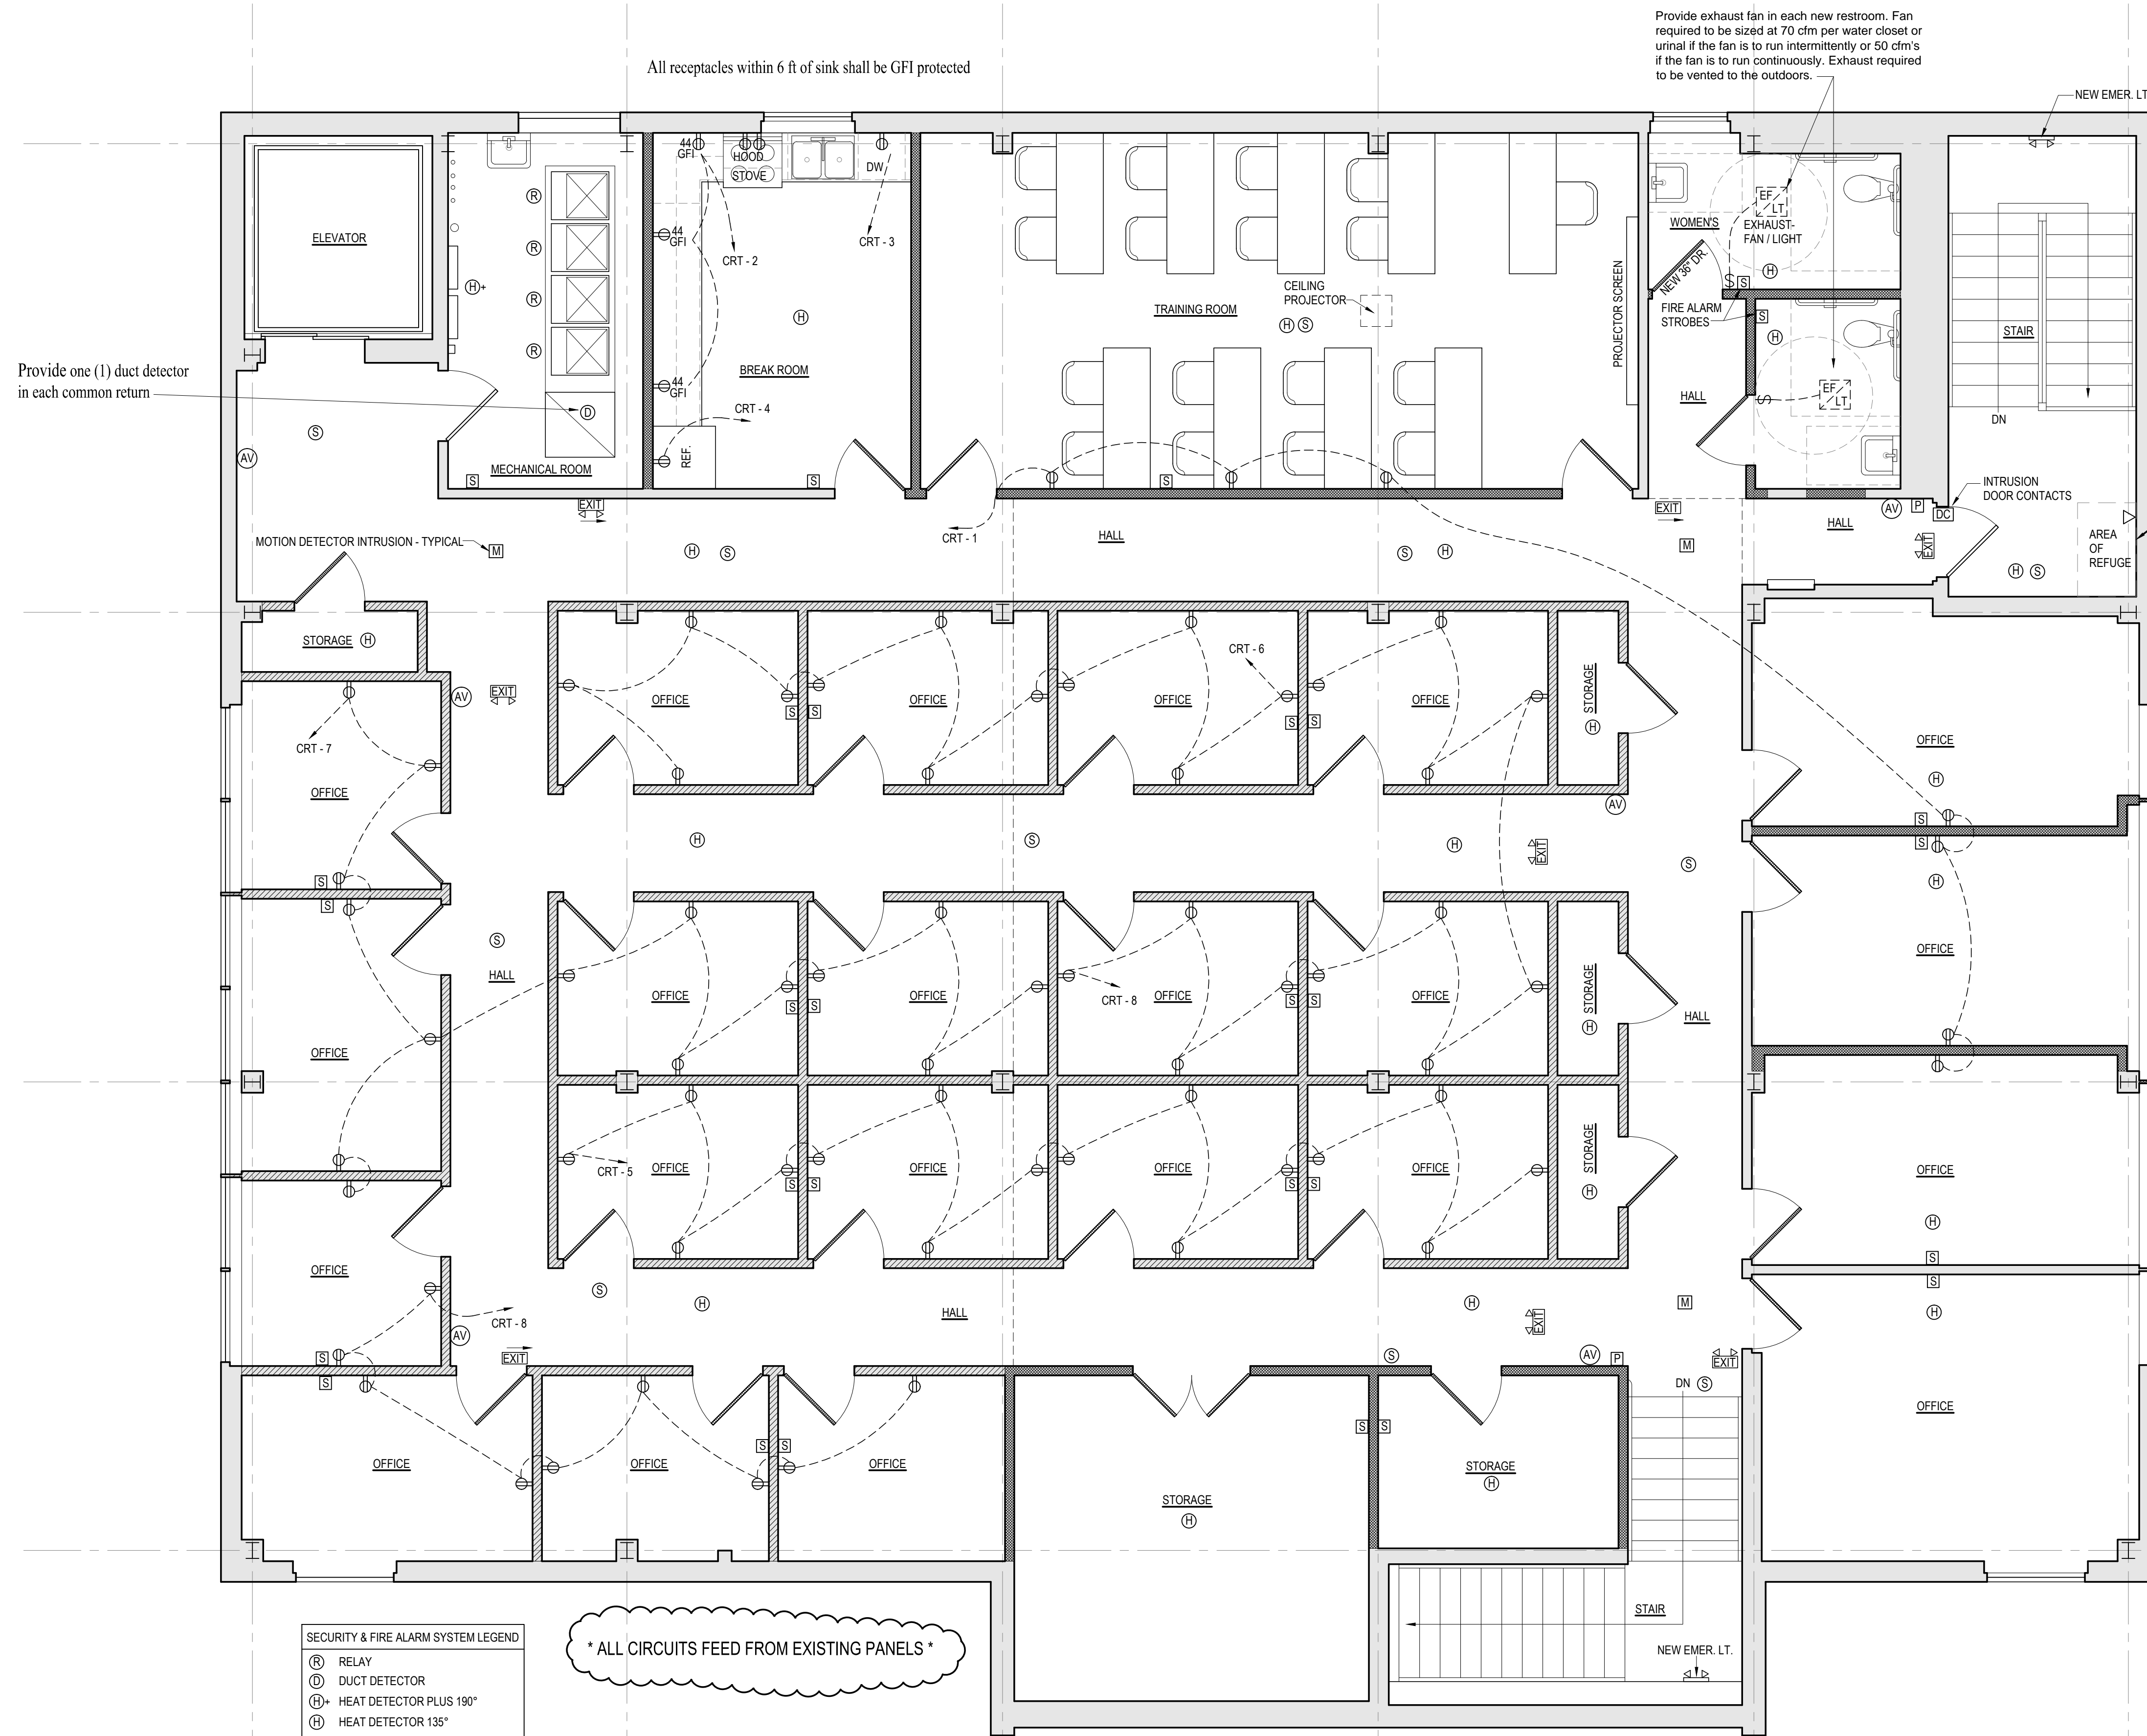 Provide exhaust fan in each new restroom. Fan
required to be sized at 70 cfm per water closet or
urinal if the fan is to run intermittently or 50 cfm's
if the fan is to run continuously. Exhaust required
to be vented to the outdoors.
All receptacles within 6 ft of sink shall be GFI protected
NEW EMER. LT
ELEVATOR
R
R
R
R
H+
44
GFI
HOOD
STOVE
DW
44
GFI
CRT - 2
CRT - 3
H
BREAK ROOM
44
GFI
CRT - 4
REF.
S
TRAINING ROOM
CEILING
PROJECTOR
H S
PROJECTOR SCREEN
S
WOMEN'S
EF
LT
EXHAUST
FAN / LIGHT
NEW 36" DR.
H
S S
FIRE ALARM
STROBES
S
H
EF
LT
S
HALL
STAIR
DN
INTRUSION
DOOR CONTACTS
AREA
OF
REFUGE
H S
Provide one (1) duct detector
in each common return
D
S
AV
MECHANICAL ROOM
S
EXIT
MOTION DETECTOR INTRUSION - TYPICAL
M
H S
CRT - 1
HALL
S H
EXIT
M
HALL
AV
P
DC
EXIT
STORAGE H
AV
EXIT
CRT - 7
OFFICE
S
OFFICE
S
S
OFFICE
CRT - 6
OFFICE
S
S
OFFICE
STORAGE
H
AV
OFFICE
H
S
H
S
H
EXIT
S
S
H
OFFICE
S
S
HALL
OFFICE
OFFICE
S
S
OFFICE
CRT - 8
OFFICE
S
S
OFFICE
STORAGE
H
HALL
CRT - 5
OFFICE
S
S
OFFICE
OFFICE
S
S
OFFICE
STORAGE
H
OFFICE
H
S
S
H
OFFICE
OFFICE
S
AV
CRT - 8
EXIT
S
H
HALL
H
EXIT
M
S
AV
P
EXIT
S
OFFICE
OFFICE
S
S
OFFICE
STORAGE
H
S
S
STORAGE
H
DN S
STAIR
NEW EMER. LT.
SECURITY & FIRE ALARM SYSTEM LEGEND
R RELAY
D DUCT DETECTOR
H+ HEAT DETECTOR PLUS 190°
H HEAT DETECTOR 135°
* ALL CIRCUITS FEED FROM EXISTING PANELS *